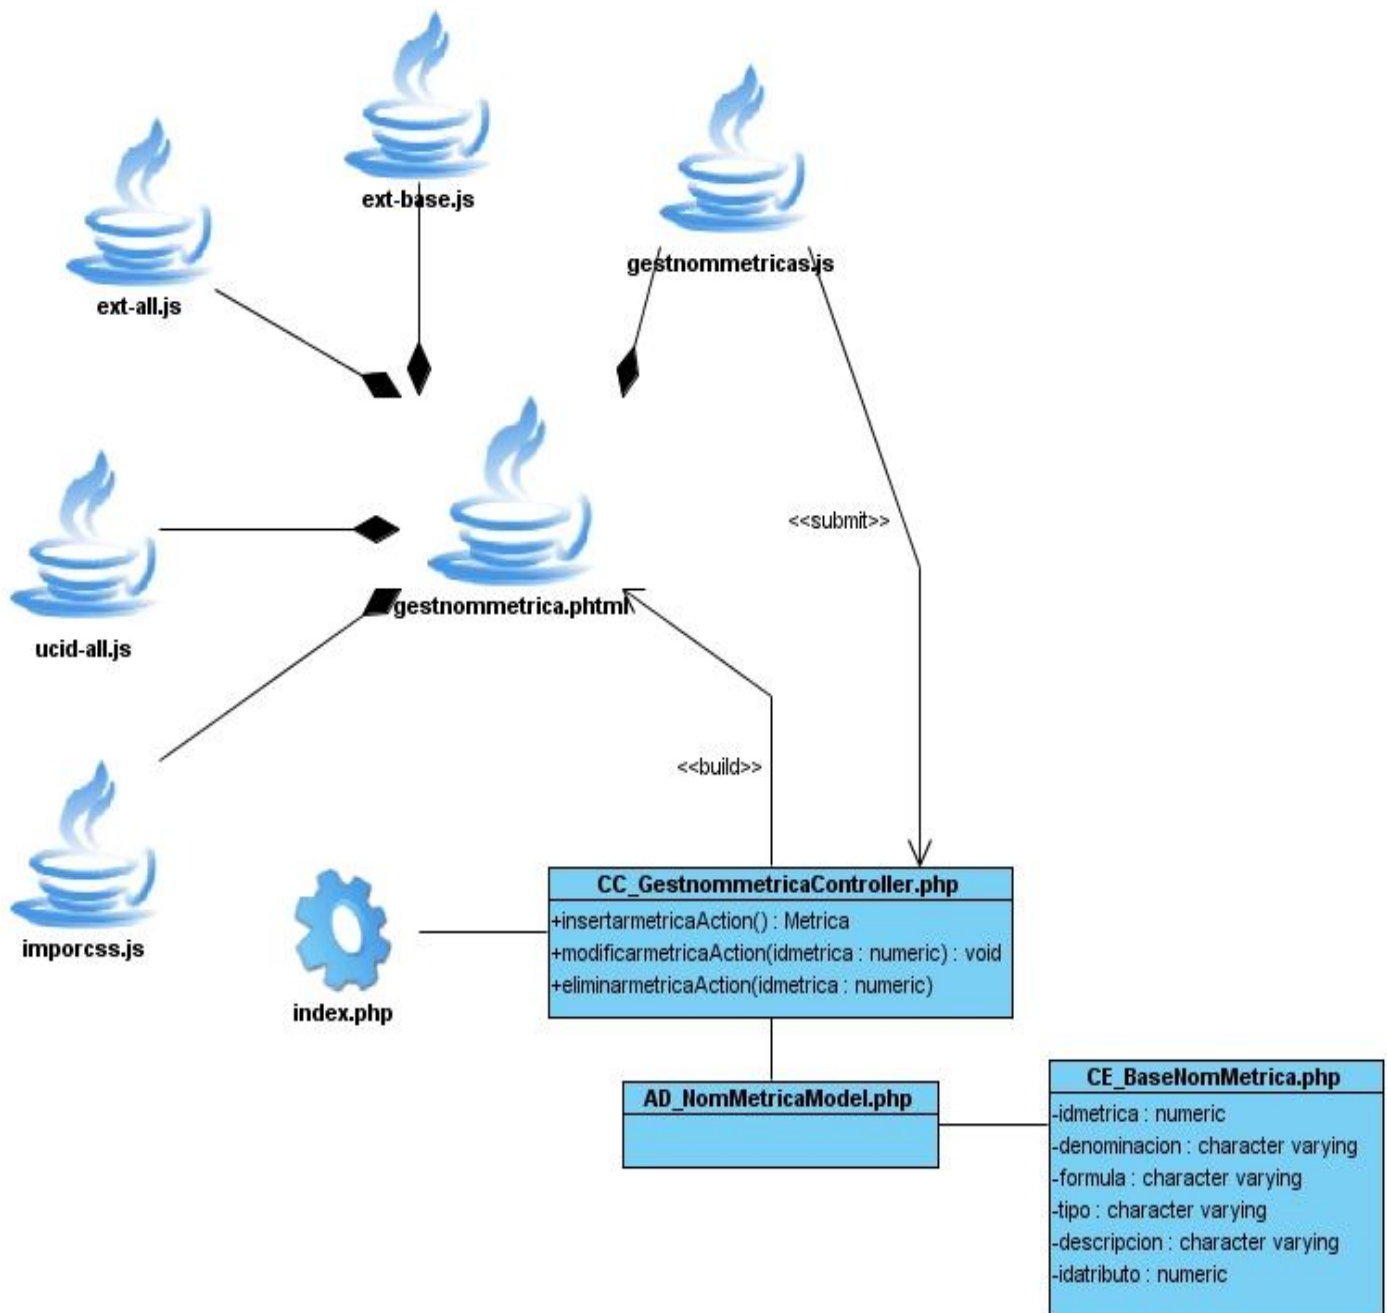 ext-base.js
gestnommetricas.js
ext-all.js
<<submit>>
gestnommetrica.phtml
ucid-all.js
<<build>>
imporcss.js
index.php
CC_GestnommetricaController.php
+insertarmetricaAction() : Metrica
+modificarmetricaAction(idmetrica : numeric) : void
+eliminarmetricaAction(idmetrica : numeric)
AD_NomMetricaModel.php
CE_BaseNomMetrica.php
-idmetrica : numeric
-denominacion : character varying
-formula : character varying
-tipo : character varying
-descripcion : character varying
-idatributo : numeric